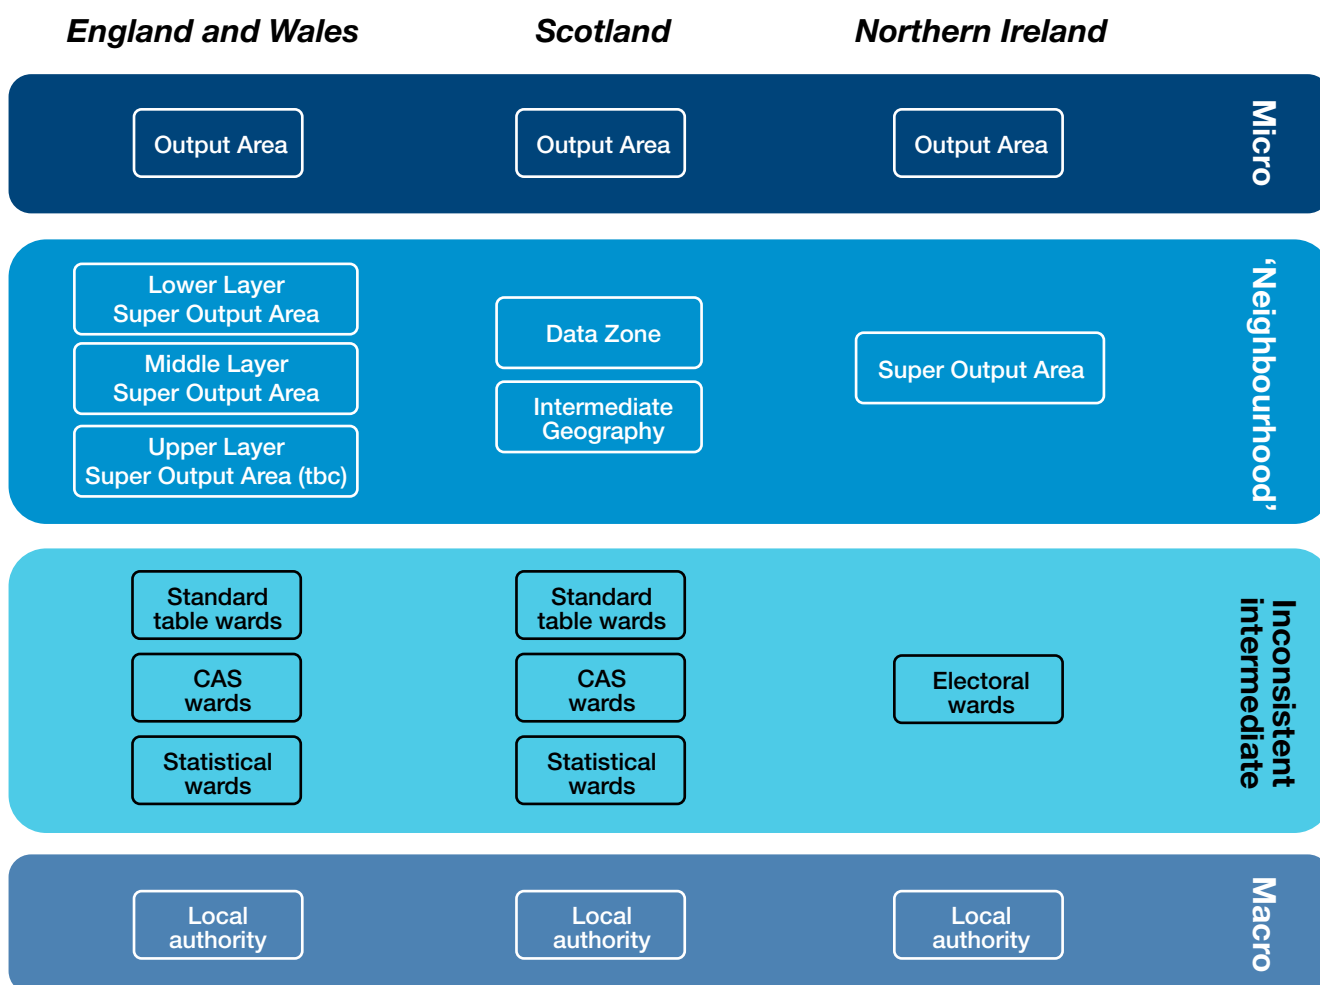 England and Wales
Scotland
Northern Ireland
Output Area
Output Area
Output Area
Micro
Lower Layer
Super Output Area
Middle Layer
Super Output Area
Upper Layer
Super Output Area (tbc)
Data Zone
Intermediate
Geography
Super Output Area
‘Neighbourhood’
Standard
table wards
CAS
wards
Statistical
wards
Standard
table wards
CAS
wards
Statistical
wards
Electoral
wards
Inconsistent
intermediate
Local
authority
Local
authority
Local
authority
Macro